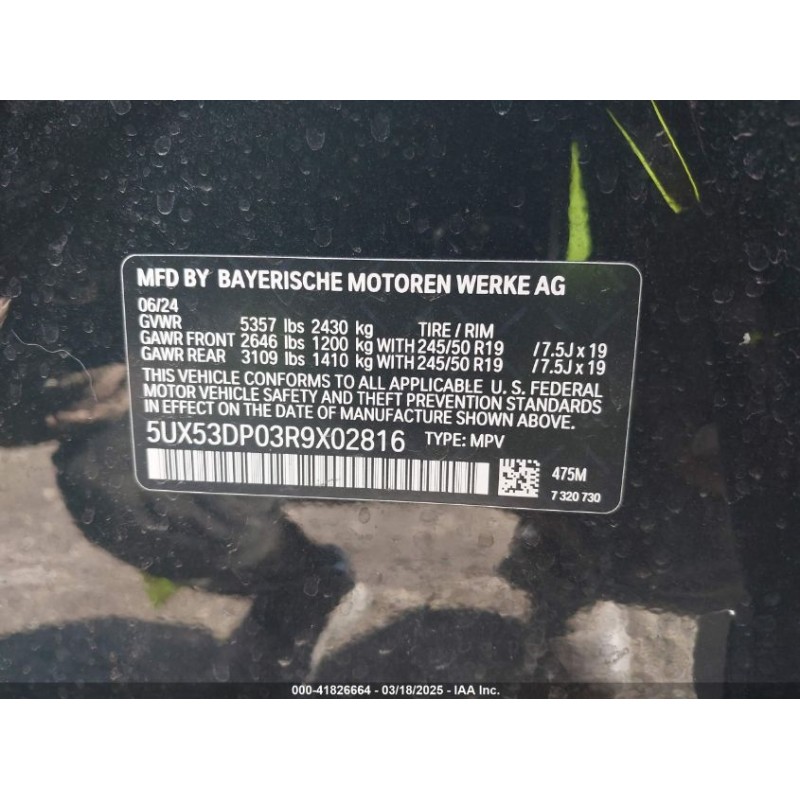 MFD BY BAYERISCHE MOTOREN WERKE AG
06/24
GVWR 5357 lbs 2430 kg TIRE / RIM
GAWR FRONT 2646 lbs 1200 kg WITH 245/50 R19 / 7.5J x 19
GAWR REAR 3109 lbs 1410 kg WITH 245/50 R19 / 7.5J x 19
THIS VEHICLE CONFORMS TO ALL APPLICABLE U. S. FEDERAL
MOTOR VEHICLE SAFETY AND THEFT PREVENTION STANDARDS
IN EFFECT ON THE DATE OF MANUFACTURE SHOWN ABOVE.
5UX53DP03R9X02816 TYPE: MPV
475M
7 320 730
000-41826664 - 03/18/2025 - IAA Inc.